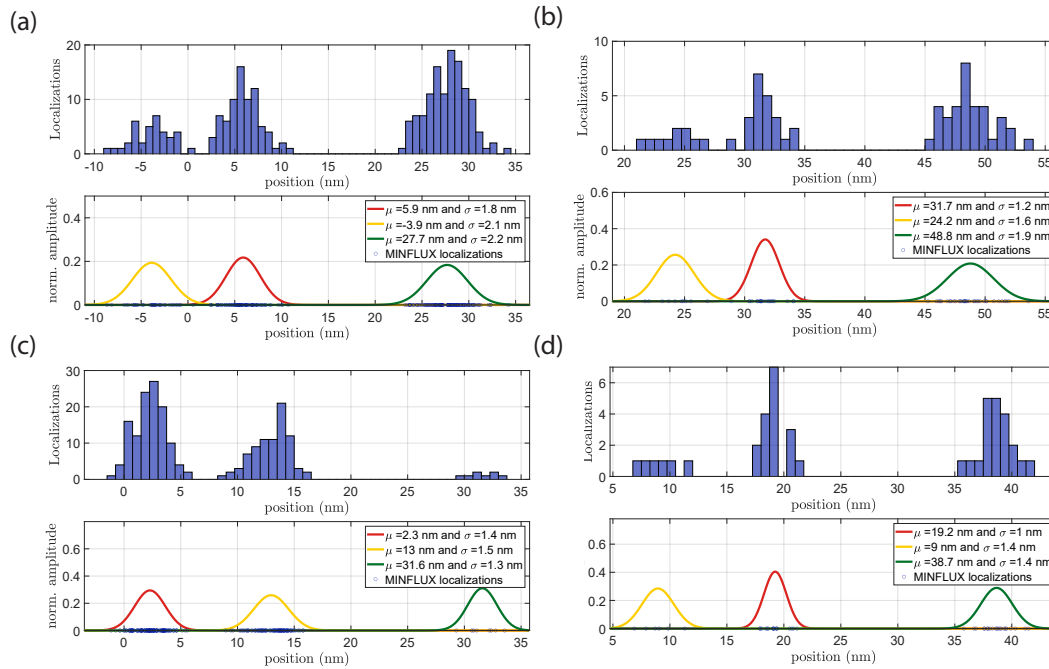 (a)
20
10
0
Localizations
-10 -5 0 5 10 15 20 25 30 35
position (nm)
0.4
0.2
0
norm. amplitude
μ =5.9 nm and σ =1.8 nm
μ =-3.9 nm and σ =2.1 nm
μ =27.7 nm and σ =2.2 nm
MINFLUX localizations
-10 -5 0 5 10 15 20 25 30 35
position (nm)
(b)
10
5
0
Localizations
20 25 30 35 40 45 50 55
position (nm)
0.6
0.4
0.2
0
norm. amplitude
μ =31.7 nm and σ =1.2 nm
μ =24.2 nm and σ =1.6 nm
μ =48.8 nm and σ =1.9 nm
MINFLUX localizations
20 25 30 35 40 45 50 55
position (nm)
(c)
30
20
10
0
Localizations
0 5 10 15 20 25 30 35
position (nm)
0.6
0.4
0.2
0
norm. amplitude
μ =2.3 nm and σ =1.4 nm
μ =13 nm and σ =1.5 nm
μ =31.6 nm and σ =1.3 nm
MINFLUX localizations
0 5 10 15 20 25 30 35
position (nm)
(d)
6
4
2
0
Localizations
5 10 15 20 25 30 35 40
position (nm)
0.6
0.4
0.2
0
norm. amplitude
μ =19.2 nm and σ =1 nm
μ =9 nm and σ =1.4 nm
μ =38.7 nm and σ =1.4 nm
MINFLUX localizations
5 10 15 20 25 30 35 40
position (nm)